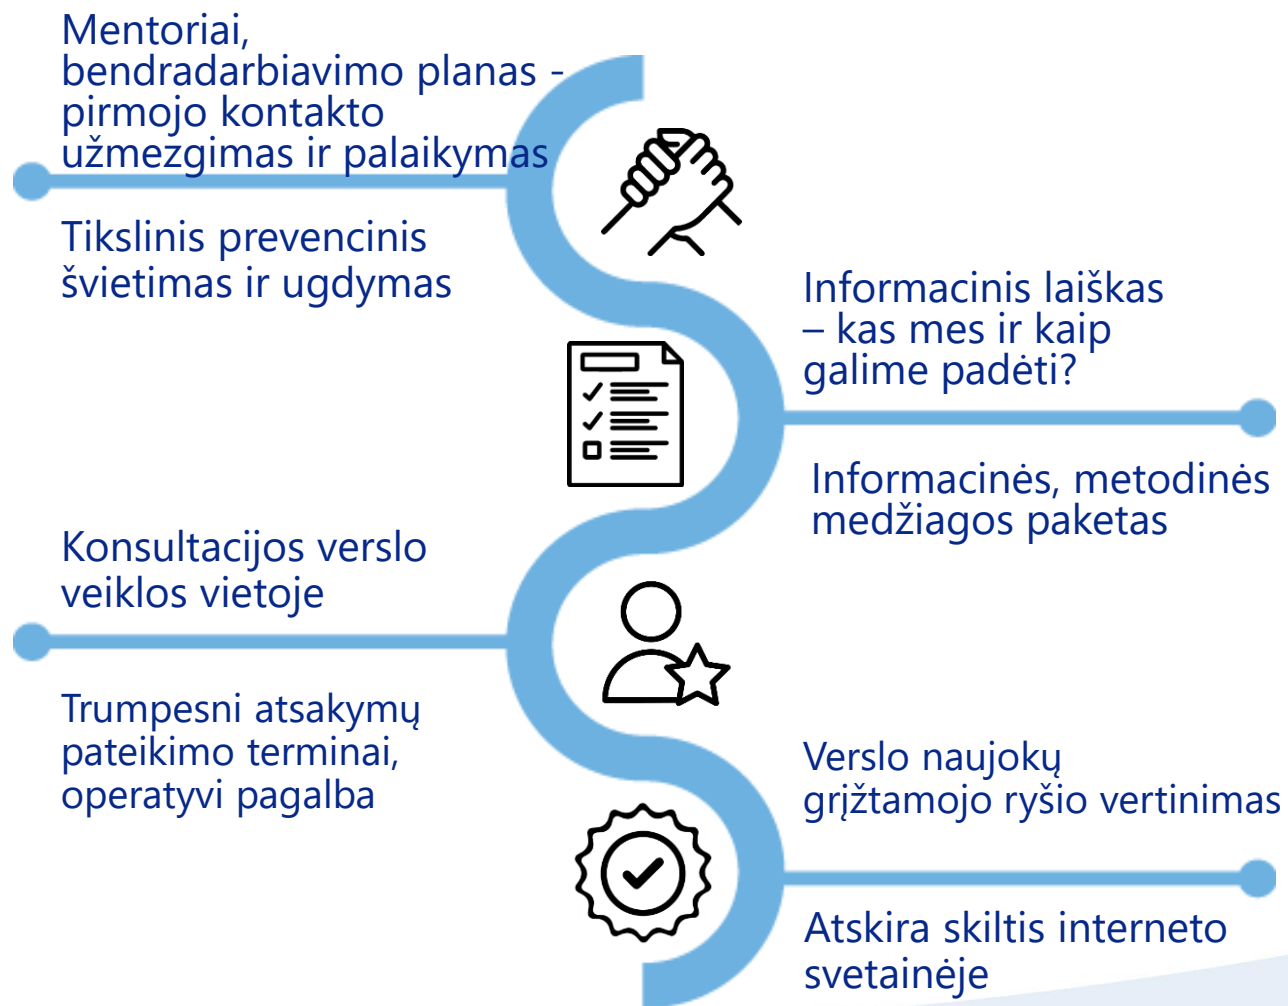 Mentoriai,
bendradarbiavimo planas -
pirmojo kontakto
užmezgimas ir palaikymas
Tikslinis prevencinis
švietimas ir ugdymas
Informacinis laiškas
– kas mes ir kaip
galime padėti?
Informacinės, metodinės
medžiagos paketas
Konsultacijos verslo
veiklos vietoje
Trumpesni atsakymų
pateikimo terminai,
operatyvi pagalba
Verslo naujokų
grįžtamojo ryšio vertinimas
Atskira skiltis interneto
svetainėje